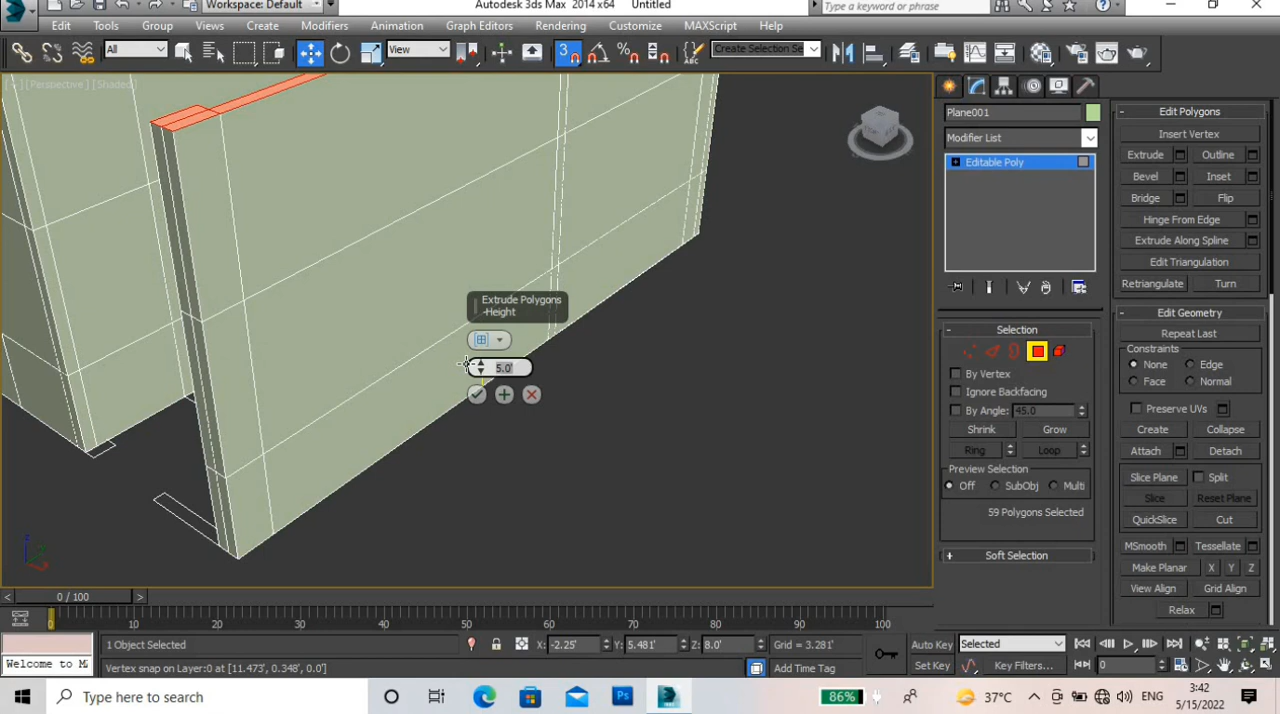 Workspace: Default
Autodesk 3ds Max 2014 x64 Untitled
Type a keyword or phrase
Edit Tools Group Views Create Modifiers Animation Graph Editors Rendering Customize MAXScript Help
All View 3 Create Selection Se
[Perspective] [Shaded]
Plane001
Modifier List
Editable Poly
Selection
By Vertex
Ignore Backfacing
By Angle: 45.0
Shrink Grow
Ring Loop
Preview Selection
Off SubObj Multi
59 Polygons Selected
Soft Selection
Edit Polygons
Insert Vertex
Extrude Outline
Bevel Inset
Bridge Flip
Hinge From Edge
Extrude Along Spline
Edit Triangulation
Retriangulate Turn
Edit Geometry
Repeat Last
Constraints
None Edge
Face Normal
Preserve UVs
Create Collapse
Attach Detach
Slice Plane Split
Slice Reset Plane
QuickSlice Cut
MSmooth Tessellate
Make Planar X Y Z
View Align Grid Align
Relax
Extrude Polygons
-Height
5.0'
0 / 100
0 10 20 30 40 50 60 70 80 90 100
1 Object Selected X: -2.25' Y: 5.481' Z: 8.0' Grid = 3.281' Auto Key Selected
Welcome to M Vertex snap on Layer:0 at [11.473', 0.348', 0.0'] Add Time Tag Set Key Key Filters... 0
Type here to search
Ps
86%
37°C
ENG
3:42
5/15/2022